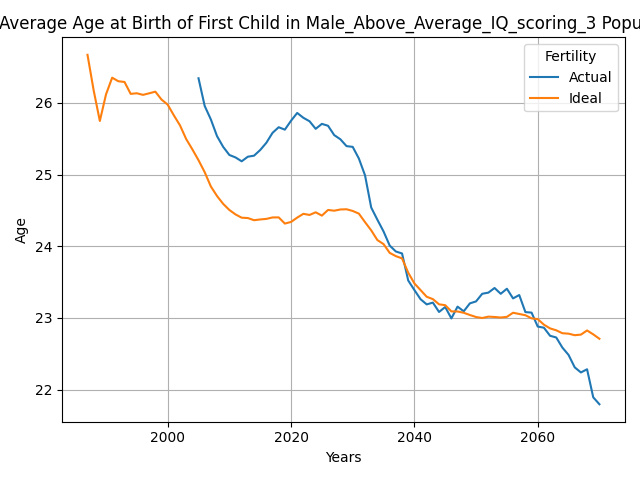 Average Age at Birth of First Child in Male_Above_Average_IQ_scoring_3 Popu
Fertility
Actual
Ideal
Age
26
25
24
23
22
2000
2020
2040
2060
Years